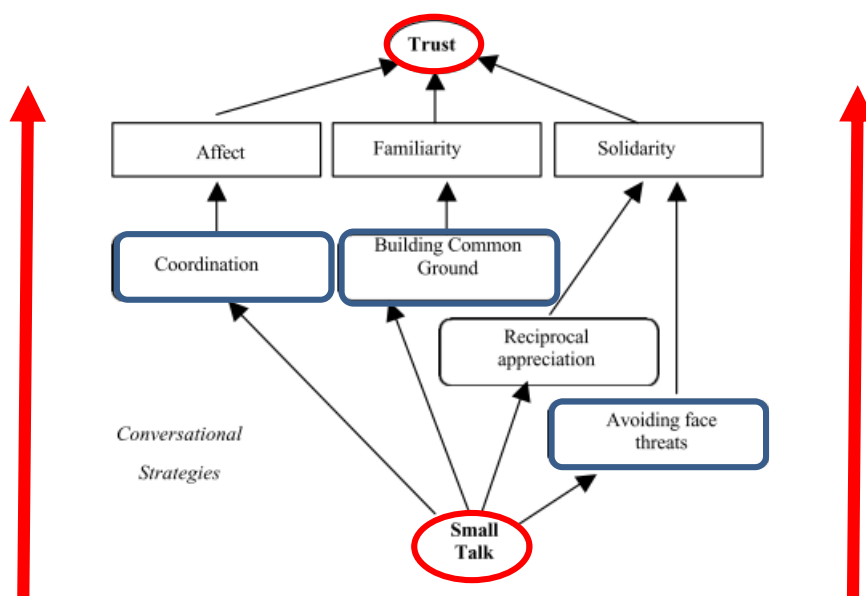 Trust
Affect
Familiarity
Solidarity
Coordination
Building Common
Ground
Reciprocal
appreciation
Avoiding face
threats
Conversational
Strategies
Small
Talk